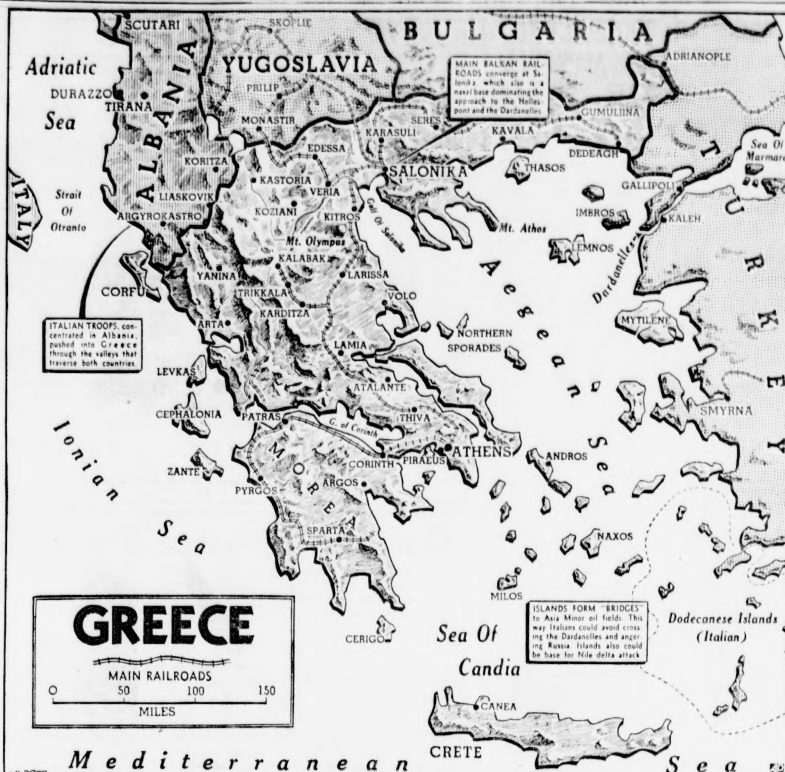 SCUTARI
SKOPLIE
BULGARIA
Adriatic
Sea
YUGOSLAVIA
MAIN BALKAN RAIL-
ROADS converge at Sa-
lonika, which also is a
naval base dominating the
approach to the Helles-
pont and the Dardanelles
ADRIANOPLE
DURAZZO
TIRANA
ALBANIA
PRILIP
MONASTIR
SERES
KARASULI
GUMULJINA
KAVALA
EDESSA
DEDEAGH
Sea Of
Marmara
ITALY
Strait
Of
Otranto
KORITZA
KASTORIA
VERIA
SALONIKA
THASOS
GALLIPOLI
TURKEY
LIASKOVIK
KOZIANI
KITROS
Gulf Of Salonika
IMBROS
KALEH
ARGYROKASTRO
Mt. Olympus
Mt. Athos
LEMNOS
Dardanelles
YANINA
KALABAK
LARISSA
Aegean Sea
CORFU
TRIKKALA
KARDITZA
VOLO
ITALIAN TROOPS, con-
centrated in Albania,
pushed into Greece
through the valleys that
traverse both countries.
ARTA
NORTHERN
SPORADES
MYTILENE
LAMIA
LEVKAS
ATALANTE
CEPHALONIA
PATRAS
G. of Corinth
THIVA
SMYRNA
Ionian Sea
ZANTE
MOREA
CORINTH
PIRAEUS
ATHENS
ANDROS
PYRGOS
ARGOS
SPARTA
NAXOS
MILOS
GREECE
MAIN RAILROADS
0 50 100 150
MILES
CERIGO
Sea Of
Candia
ISLANDS FORM "BRIDGES"
to Asia Minor oil fields. This
way Italians could avoid cross-
ing the Dardanelles and anger-
ing Russia. Islands also could
be base for Nile delta attack.
Dodecanese Islands
(Italian)
CANEA
CRETE
Mediterranean Sea